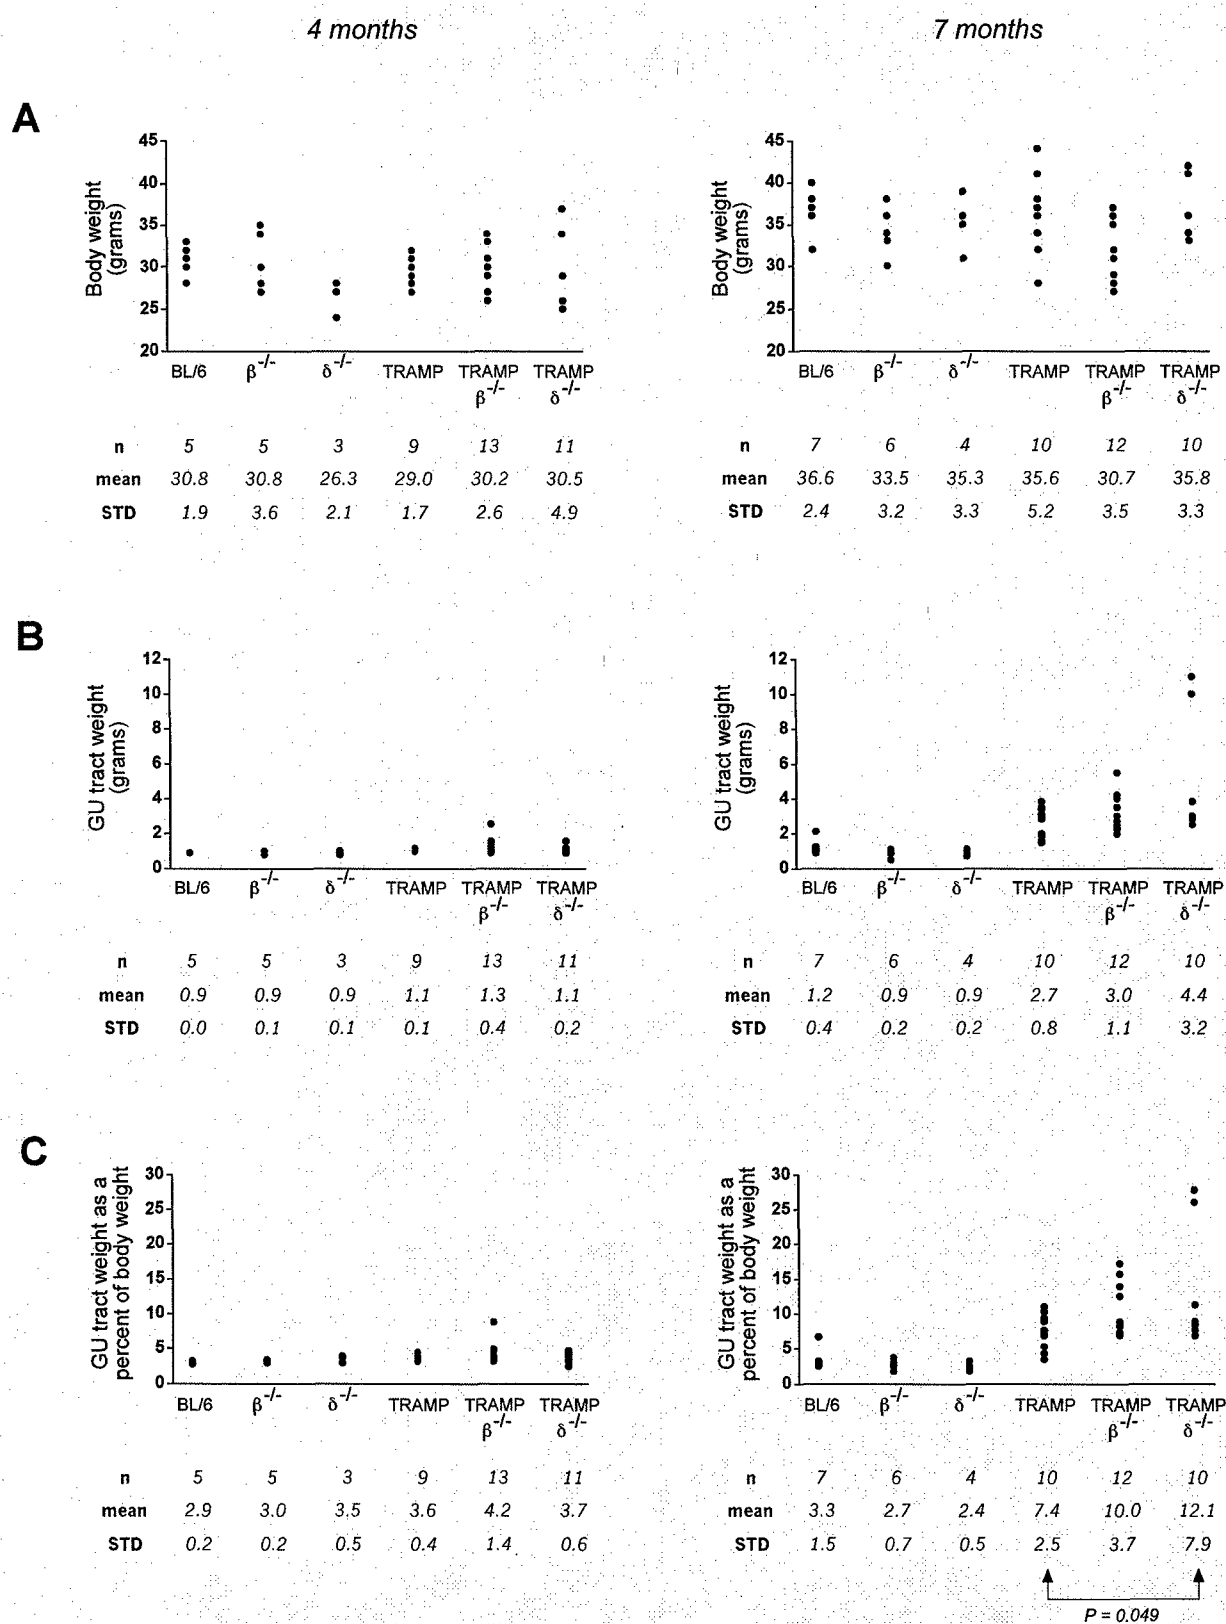 4 months 7 months
A
Body weight
(grams)
45
40
35
30
25
20
BL/6 β-/- δ-/- TRAMP TRAMP β-/- TRAMP δ-/-
n 5 5 3 9 13 11
mean 30.8 30.8 26.3 29.0 30.2 30.5
STD 1.9 3.6 2.1 1.7 2.6 4.9
Body weight
(grams)
45
40
35
30
25
20
BL/6 β-/- δ-/- TRAMP TRAMP β-/- TRAMP δ-/-
n 7 6 4 10 12 10
mean 36.6 33.5 35.3 35.6 30.7 35.8
STD 2.4 3.2 3.3 5.2 3.5 3.3
B
GU tract weight
(grams)
12
10
8
6
4
2
0
BL/6 β-/- δ-/- TRAMP TRAMP β-/- TRAMP δ-/-
n 5 5 3 9 13 11
mean 0.9 0.9 0.9 1.1 1.3 1.1
STD 0.0 0.1 0.1 0.1 0.4 0.2
GU tract weight
(grams)
12
10
8
6
4
2
0
BL/6 β-/- δ-/- TRAMP TRAMP β-/- TRAMP δ-/-
n 7 6 4 10 12 10
mean 1.2 0.9 0.9 2.7 3.0 4.4
STD 0.4 0.2 0.2 0.8 1.1 3.2
C
GU tract weight as a
percent of body weight
30
25
20
15
10
5
0
BL/6 β-/- δ-/- TRAMP TRAMP β-/- TRAMP δ-/-
n 5 5 3 9 13 11
mean 2.9 3.0 3.5 3.6 4.2 3.7
STD 0.2 0.2 0.5 0.4 1.4 0.6
GU tract weight as a
percent of body weight
30
25
20
15
10
5
0
BL/6 β-/- δ-/- TRAMP TRAMP β-/- TRAMP δ-/-
n 7 6 4 10 12 10
mean 3.3 2.7 2.4 7.4 10.0 12.1
STD 1.5 0.7 0.5 2.5 3.7 7.9
P = 0.049